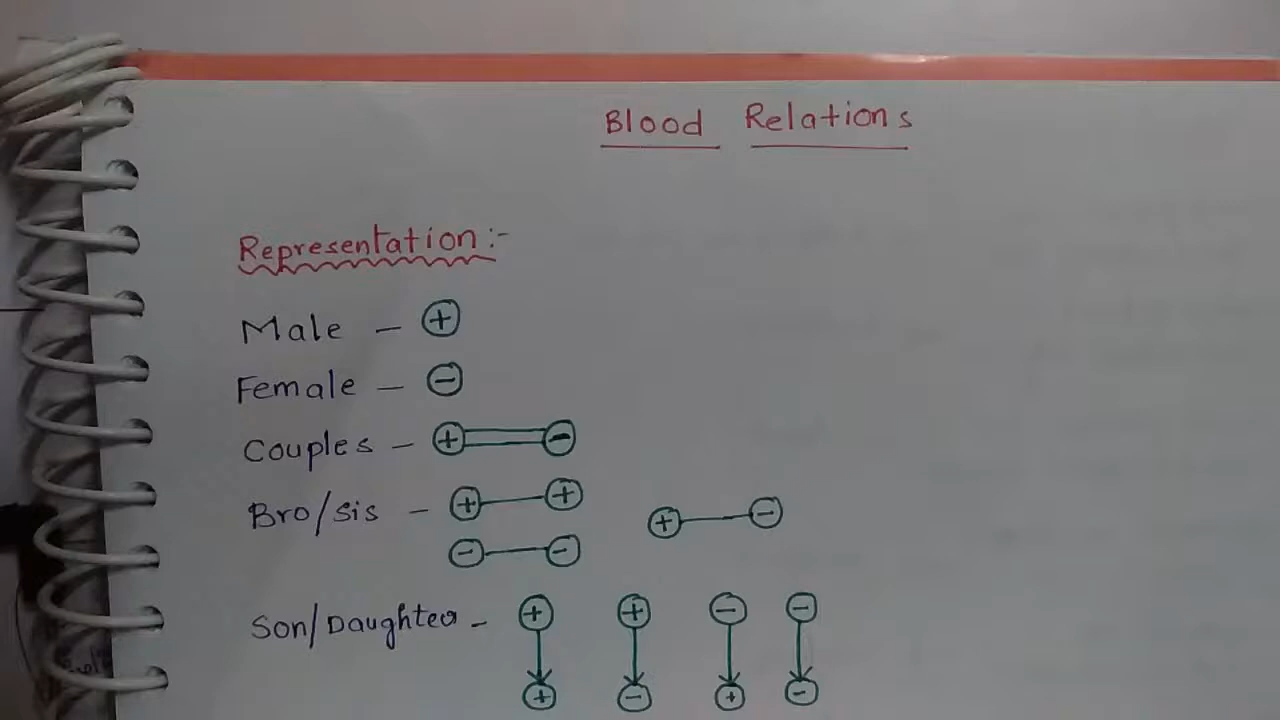 Blood Relations
Representation:-
Male - +
Female - -
Couples - + -
Bro/sis - + + + -
- -
Son/Daughter - + + - -
+ - + -